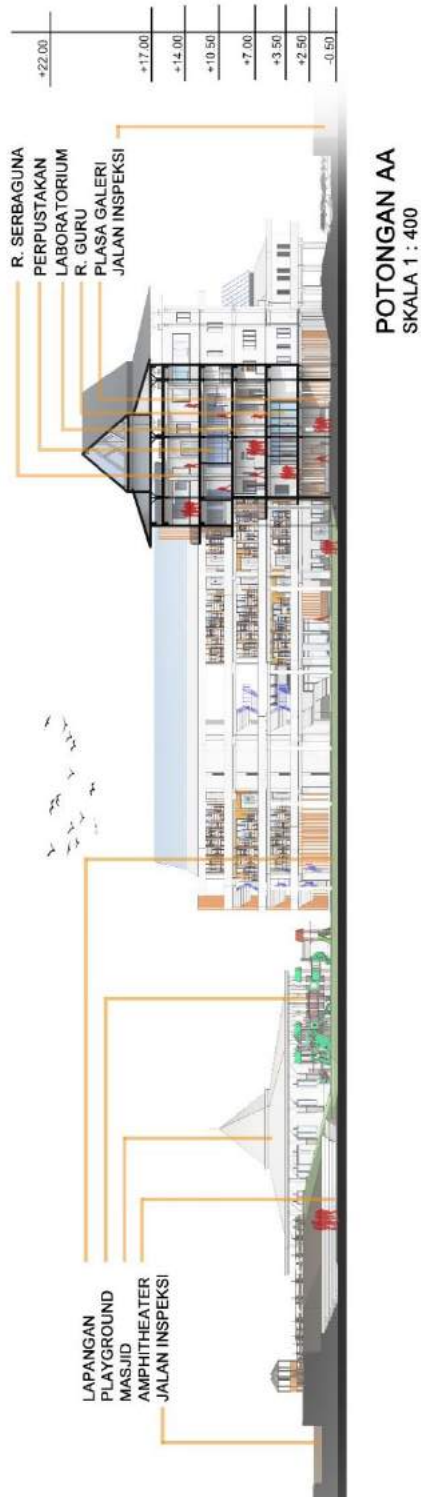 LAPANGAN
PLAYGROUND
MASJID
AMPHITHEATER
JALAN INSPEKSI
R. SERBAGUNA
PERPUSTAKAN
LABORATORIUM
R. GURU
PLASA GALERI
JALAN INSPEKSI
+22.00
+17.00
+14.00
+10.50
+7.00
+3.50
+2.50
-0.50
POTONGAN AA
SKALA 1 : 400